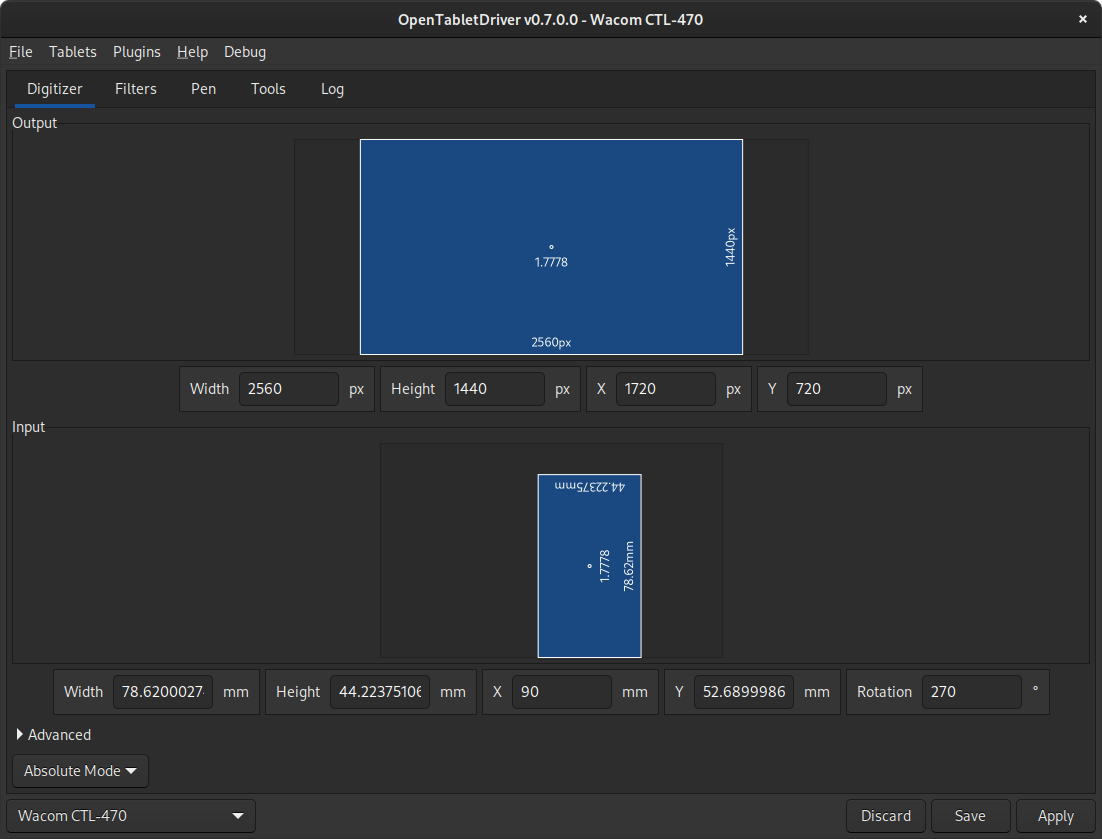 OpenTabletDriver v0.7.0.0 - Wacom CTL-470
×
File Tablets Plugins Help Debug
Digitizer Filters Pen Tools Log
Output
1.7778
1440px
2560px
Width 2560 px Height 1440 px X 1720 px Y 720 px
Input
44.22375mm
1.7778
78.62mm
Width 78.6200027 mm Height 44.22375106 mm X 90 mm Y 52.6899986 mm Rotation 270 °
Advanced
Absolute Mode
Wacom CTL-470 Discard Save Apply